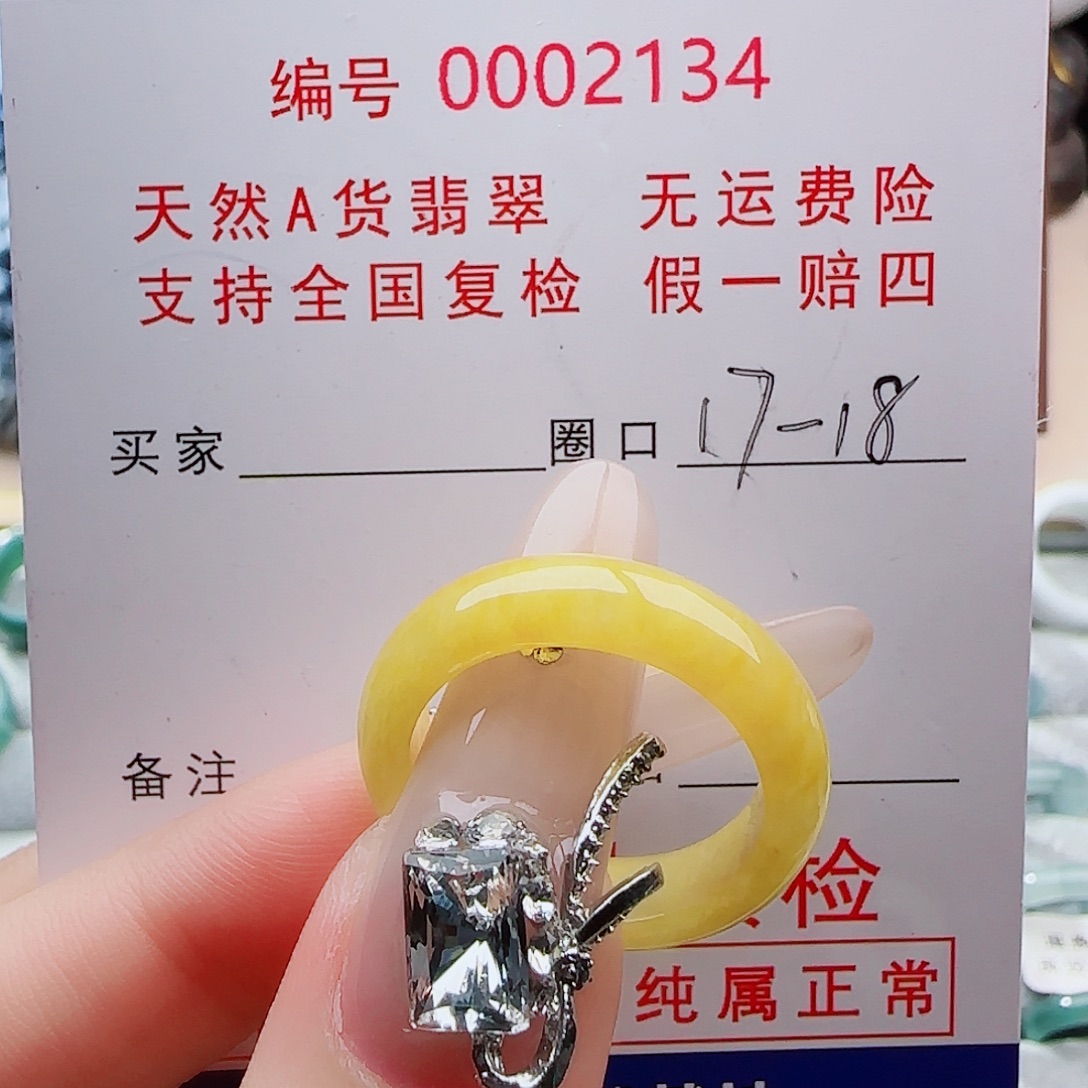 编号 0002134
天然A货翡翠 无运费险
支持全国复检 假一赔四
买家 圈口 17-18
备注
检
纯属正常